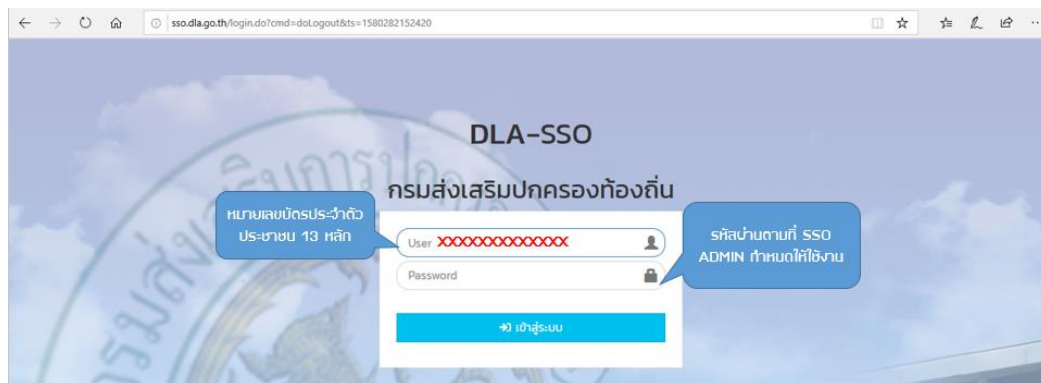 sso.dla.go.th/login.do?cmd=doLogout&ts=1580282152420
DLA-SSO
กรมส่งเสริมปกครองท้องถิ่น
หมายเลขบัตรประจำตัว
ประชาชน 13 หลัก
User XXXXXXXXXXXXX
รหัสผ่านตามที่ SSO
ADMIN กำหนดให้ใช้งาน
Password
เข้าสู่ระบบ